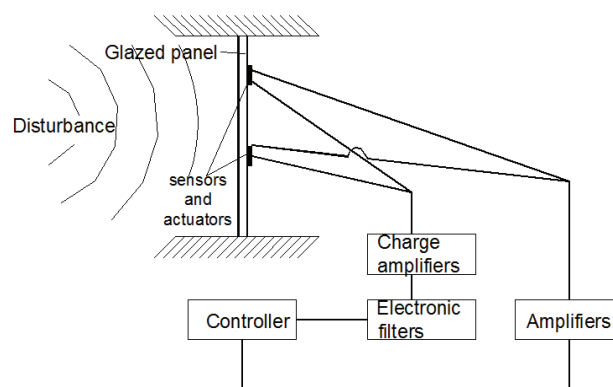 Glazed panel
Disturbance
sensors
and
actuators
Charge
amplifiers
Controller
Electronic
filters
Amplifiers